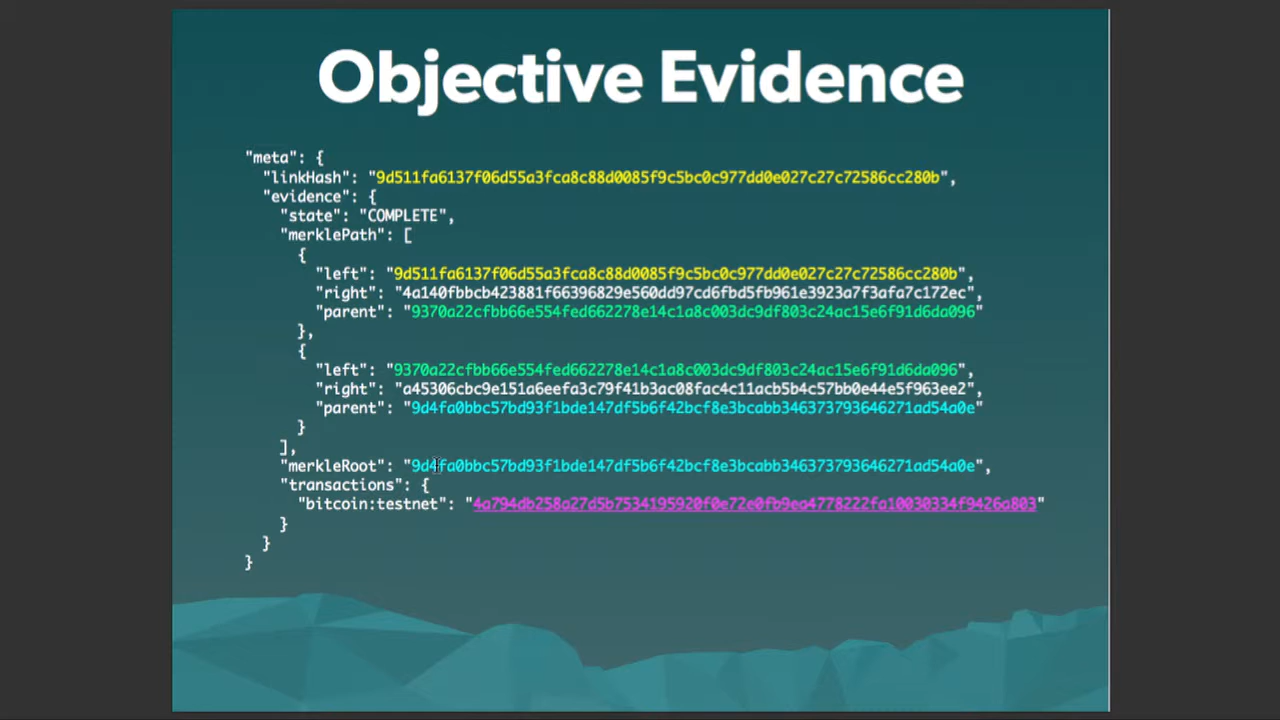 Objective Evidence
"meta": {
"linkHash": "9d511fa6137f06d55a3fca8c88d0085f9c5bc0c977dd0e027c27c72586cc280b",
"evidence": {
"state": "COMPLETE",
"merklePath": [
{
"left": "9d511fa6137f06d55a3fca8c88d0085f9c5bc0c977dd0e027c27c72586cc280b",
"right": "4a140fbbcb423881f66396829e560dd97cd6fbd5fb961e3923a7f3afa7c172ec",
"parent": "9370a22cfbb66e554fed662278e14c1a8c003dc9df803c24ac15e6f91d6da096"
},
{
"left": "9370a22cfbb66e554fed662278e14c1a8c003dc9df803c24ac15e6f91d6da096",
"right": "a45306cbc9e151a6eefa3c79f41b3ac08fac4c11acb5b4c57bb0e44e5f963ee2",
"parent": "9d4fa0bbc57bd93f1bde147df5b6f42bcf8e3bcabb346373793646271ad54a0e"
}
],
"merkleRoot": "9d4fa0bbc57bd93f1bde147df5b6f42bcf8e3bcabb346373793646271ad54a0e",
"transactions": {
"bitcoin:testnet": "4a794db258a27d5b7534195920f0e72e0fb9ea4778222fa10030334f9426a803"
}
}
}